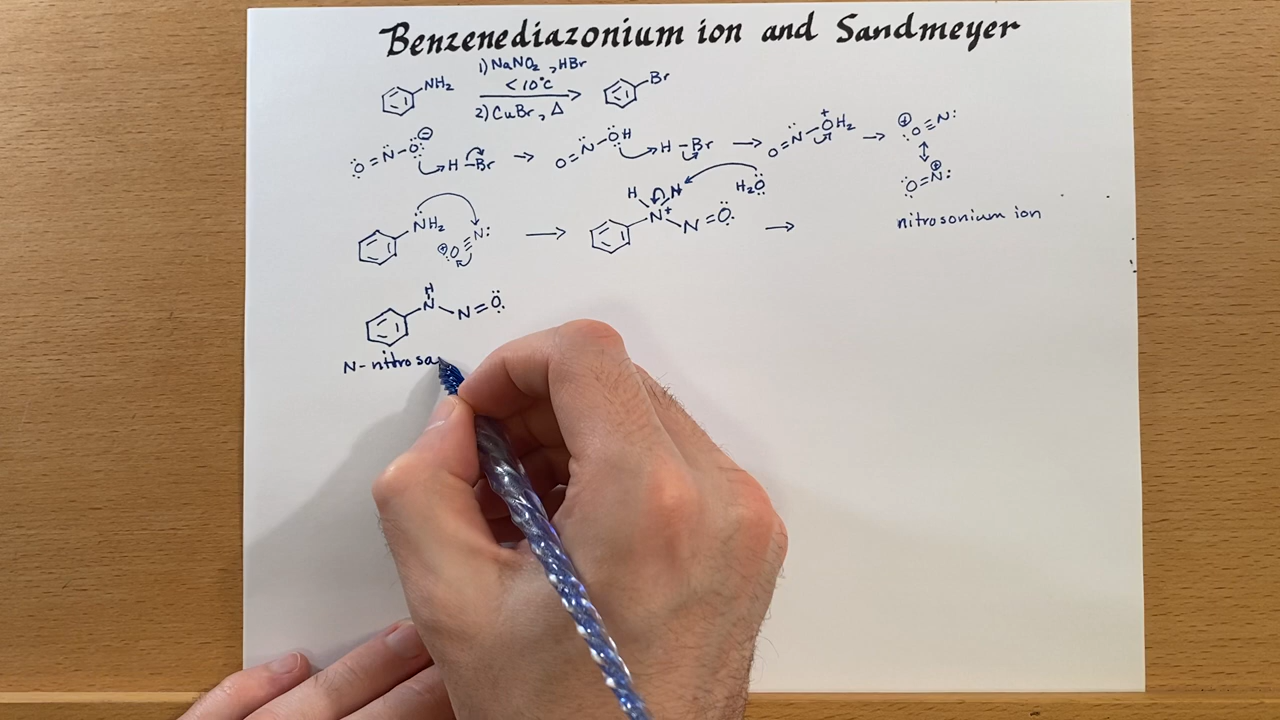 Benzenediazonium ion and Sandmeyer
NH2 1) NaNO2, HBr Br
<10°C
2) CuBr, Δ
O=N-O⊖ H-Br → O=N-OH H-Br → O=N-OH2+ → ⊕O≡N:
O=N⊕:
nitrosonium ion
NH2 ⊕O≡N: → H N N+ N=O H2O →
H
N-N=O
N-nitrosa